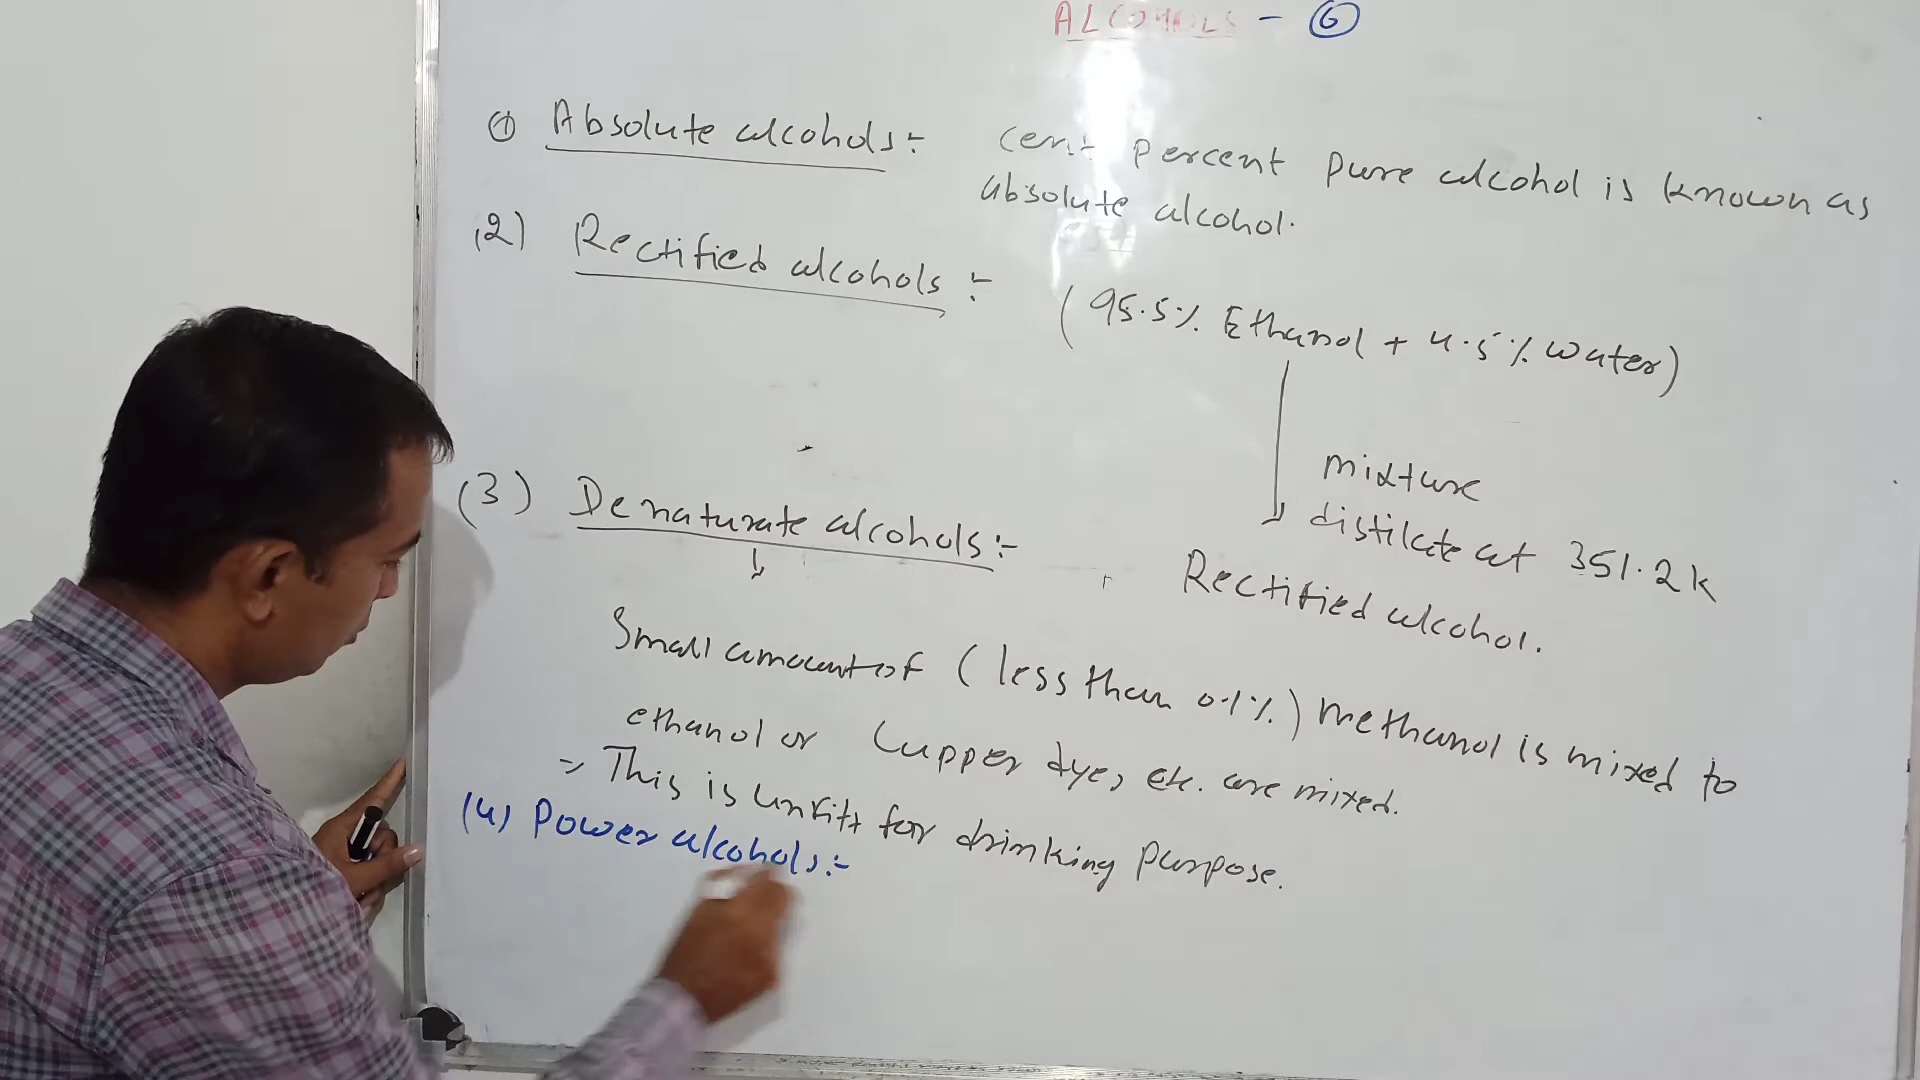 ALCOHOLS - 6
① Absolute alcohols:- cent percent pure alcohol is known as
absolute alcohol.
(2) Rectified alcohols :- (95.5% Ethanol + 4.5% water)
mixture
distilate at 351.2K
Rectified alcohol.
(3) Denaturate alcohols:-
Small amount of (less than 0.1%) methanol is mixed to
ethanol or Cupper dye, etc. are mixed.
⇒ This is unfit for drinking purpose.
(4) Power alcohols:-